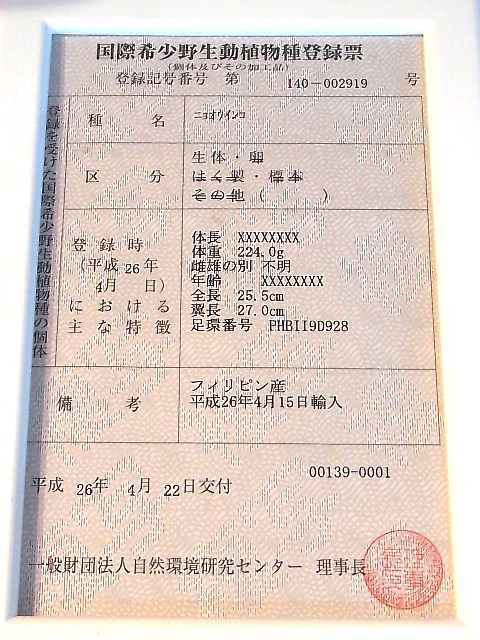 国際希少野生動植物種登録票
(個体及びその加工品)
登録記号番号 第 140-002919 号
登録を受けた国際希少野生動植物種の個体
種名 ニョオウインコ
区分 生体・卵
はく製・標本
その他( )
登録時
(平成26年
4月 日)
における
主な特徴
体長 XXXXXXXX
体重 224.0g
雌雄の別 不明
年齢 XXXXXXXX
全長 25.5cm
翼長 27.0cm
足環番号 PHBII9D928
備考 フィリピン産
平成26年4月15日輸入
00139-0001
平成 26年 4月 22日交付
一般財団法人自然環境研究センター 理事長